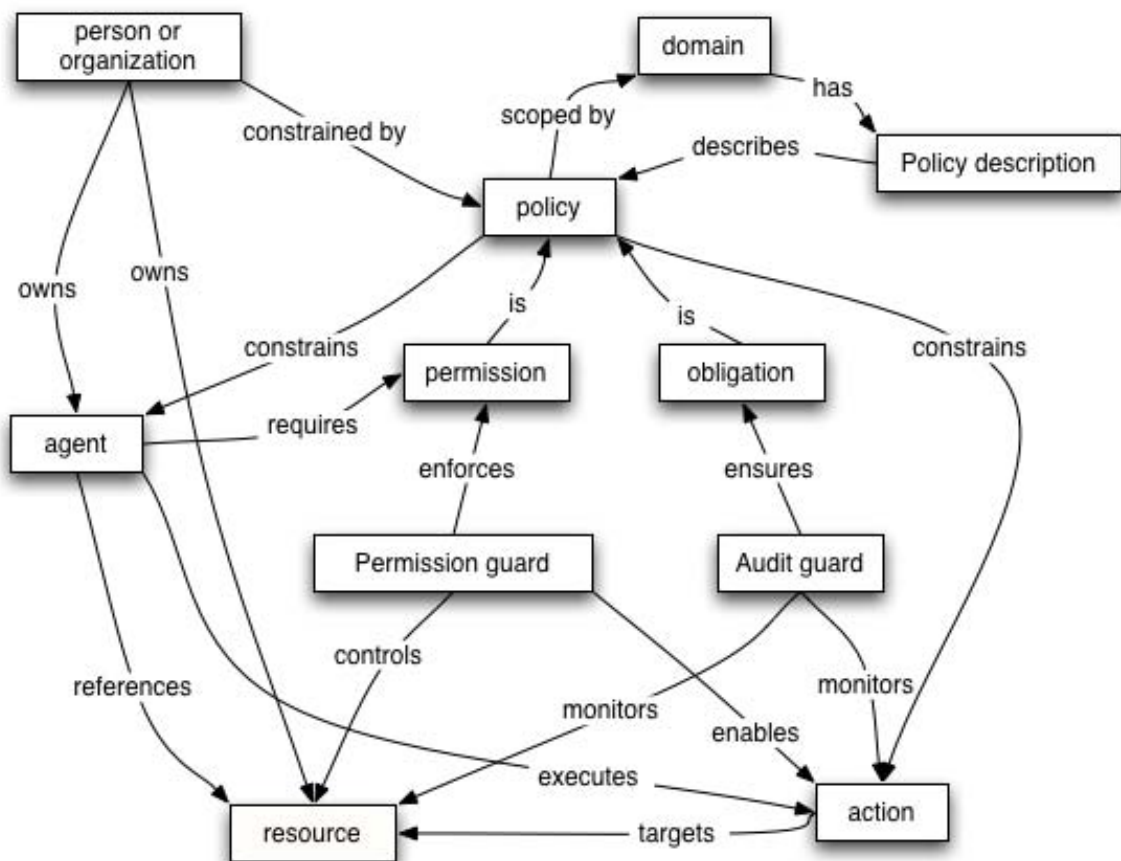 person or
organization
domain
has
scoped by
constrained by
describes
Policy description
policy
owns
owns
is
is
constrains
constrains
permission
obligation
requires
agent
enforces
ensures
Permission guard
Audit guard
controls
references
monitors
monitors
enables
executes
action
resource
targets